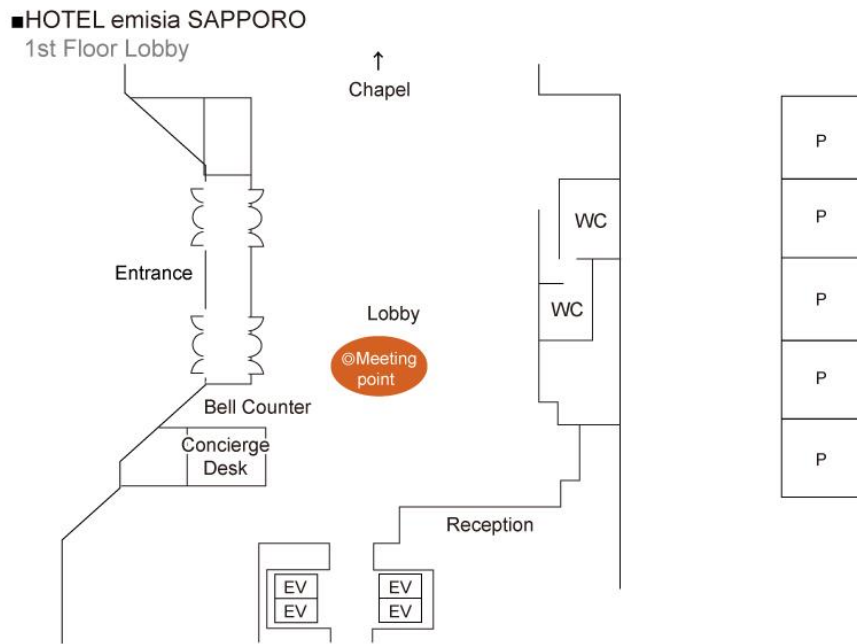 ■HOTEL emisia SAPPORO
1st Floor Lobby
↑
Chapel
P
WC
P
Entrance
Lobby
WC
P
◎Meeting
point
P
Bell Counter
Concierge
Desk
P
Reception
EV
EV
EV
EV